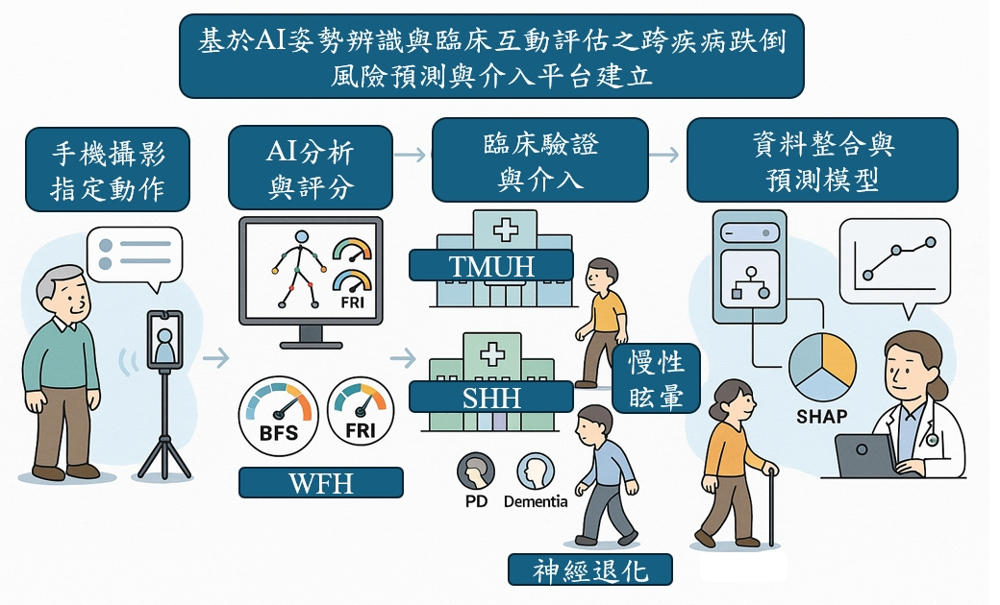 基於AI姿勢辨識與臨床互動評估之跨疾病跌倒
風險預測與介入平台建立
手機攝影
指定動作
AI分析
與評分
FRI
BFS
FRI
WFH
臨床驗證
與介入
TMUH
SHH
慢性
眩暈
PD
Dementia
神經退化
資料整合與
預測模型
SHAP